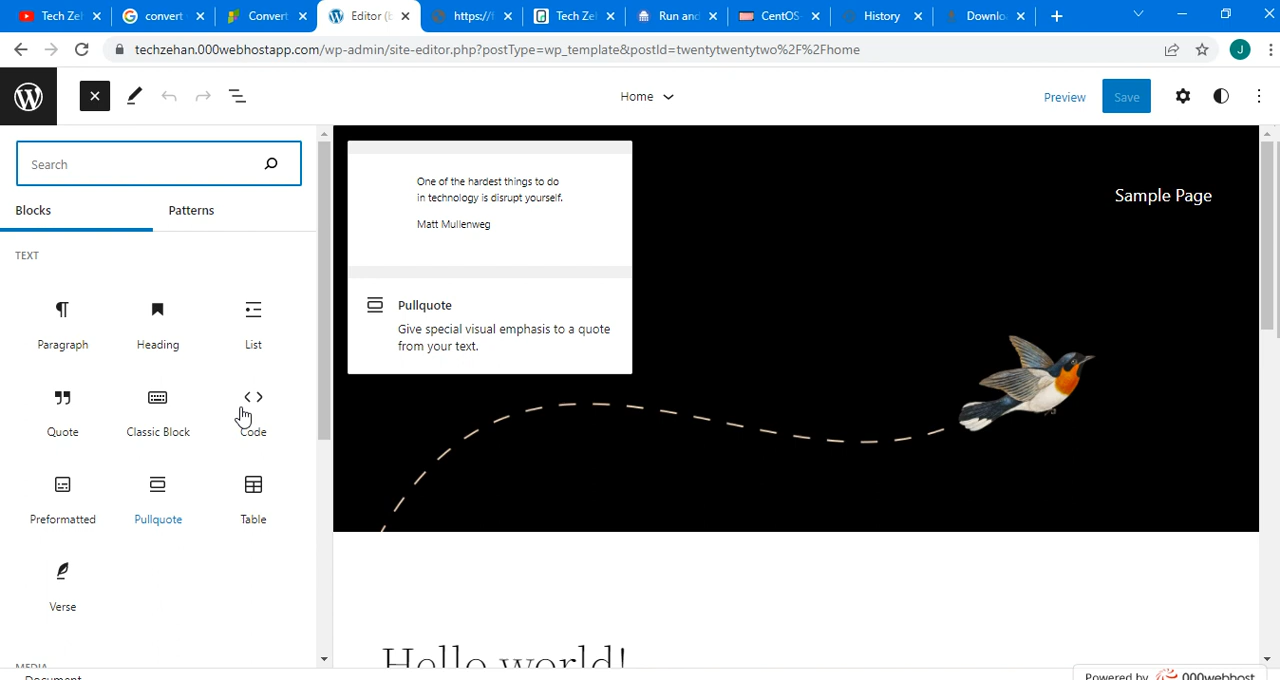 Tech Ze
convert
Convert
Editor (b
https://
Tech Ze
Run and
CentOS
History
Downlo
techzehan.000webhostapp.com/wp-admin/site-editor.php?postType=wp_template&postId=twentytwentytwo%2F%2Fhome
J
Home
Preview
Save
Search
Blocks
Patterns
TEXT
Paragraph
Heading
List
Quote
Classic Block
Code
Preformatted
Pullquote
Table
Verse
MEDIA
Document
One of the hardest things to do
in technology is disrupt yourself.
Matt Mullenweg
Pullquote
Give special visual emphasis to a quote
from your text.
Sample Page
Hello world!
Powered by 000webhost